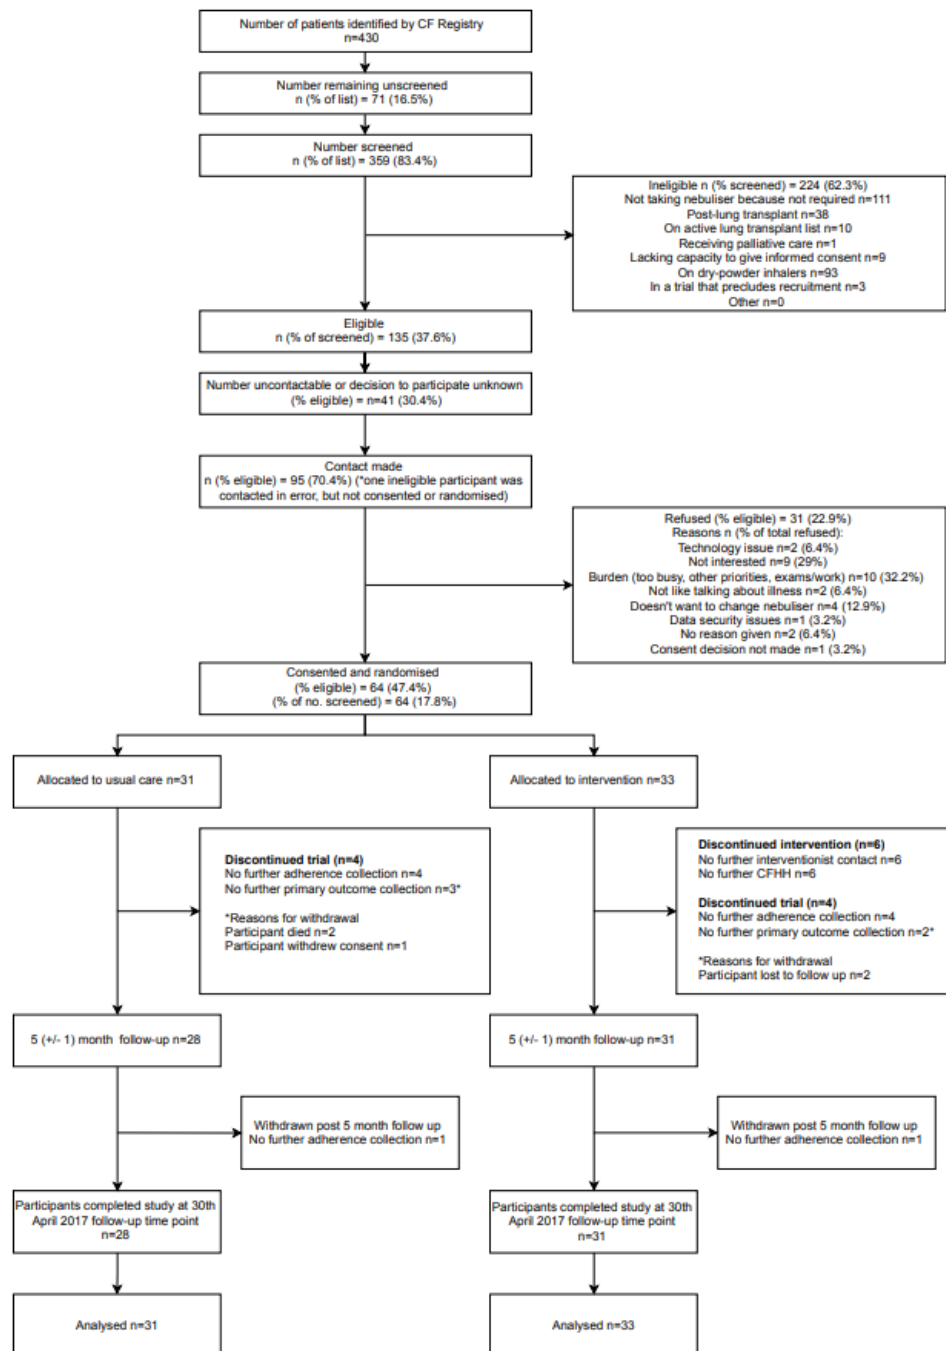 Number of patients identified by CF Registry
n=430
Number remaining unscreened
n (% of list) = 71 (16.5%)
Number screened
n (% of list) = 359 (83.4%)
Ineligible n (% screened) = 224 (62.3%)
Not taking nebuliser because not required n=111
Post-lung transplant n=38
On active lung transplant list n=10
Receiving palliative care n=1
Lacking capacity to give informed consent n=9
On dry-powder inhalers n=93
In a trial that precludes recruitment n=3
Other n=0
Eligible
n (% of screened) = 135 (37.6%)
Number uncontactable or decision to participate unknown
(% eligible) = n=41 (30.4%)
Contact made
n (% eligible) = 95 (70.4%) (*one ineligible participant was
contacted in error, but not consented or randomised)
Refused (% eligible) = 31 (22.9%)
Reasons n (% of total refused):
Technology issue n=2 (6.4%)
Not interested n=9 (29%)
Burden (too busy, other priorities, exams/work) n=10 (32.2%)
Not like talking about illness n=2 (6.4%)
Doesn't want to change nebuliser n=4 (12.9%)
Data security issues n=1 (3.2%)
No reason given n=2 (6.4%)
Consent decision not made n=1 (3.2%)
Consented and randomised
(% eligible) = 64 (47.4%)
(% of no. screened) = 64 (17.8%)
Allocated to usual care n=31
Allocated to intervention n=33
Discontinued trial (n=4)
No further adherence collection n=4
No further primary outcome collection n=3*
*Reasons for withdrawal
Participant died n=2
Participant withdrew consent n=1
Discontinued intervention (n=6)
No further interventionist contact n=6
No further CFHH n=6
Discontinued trial (n=4)
No further adherence collection n=4
No further primary outcome collection n=2*
*Reasons for withdrawal
Participant lost to follow up n=2
5 (+/- 1) month follow-up n=28
5 (+/- 1) month follow-up n=31
Withdrawn post 5 month follow up
No further adherence collection n=1
Withdrawn post 5 month follow up
No further adherence collection n=1
Participants completed study at 30th
April 2017 follow-up time point
n=28
Participants completed study at 30th
April 2017 follow-up time point
n=31
Analysed n=31
Analysed n=33